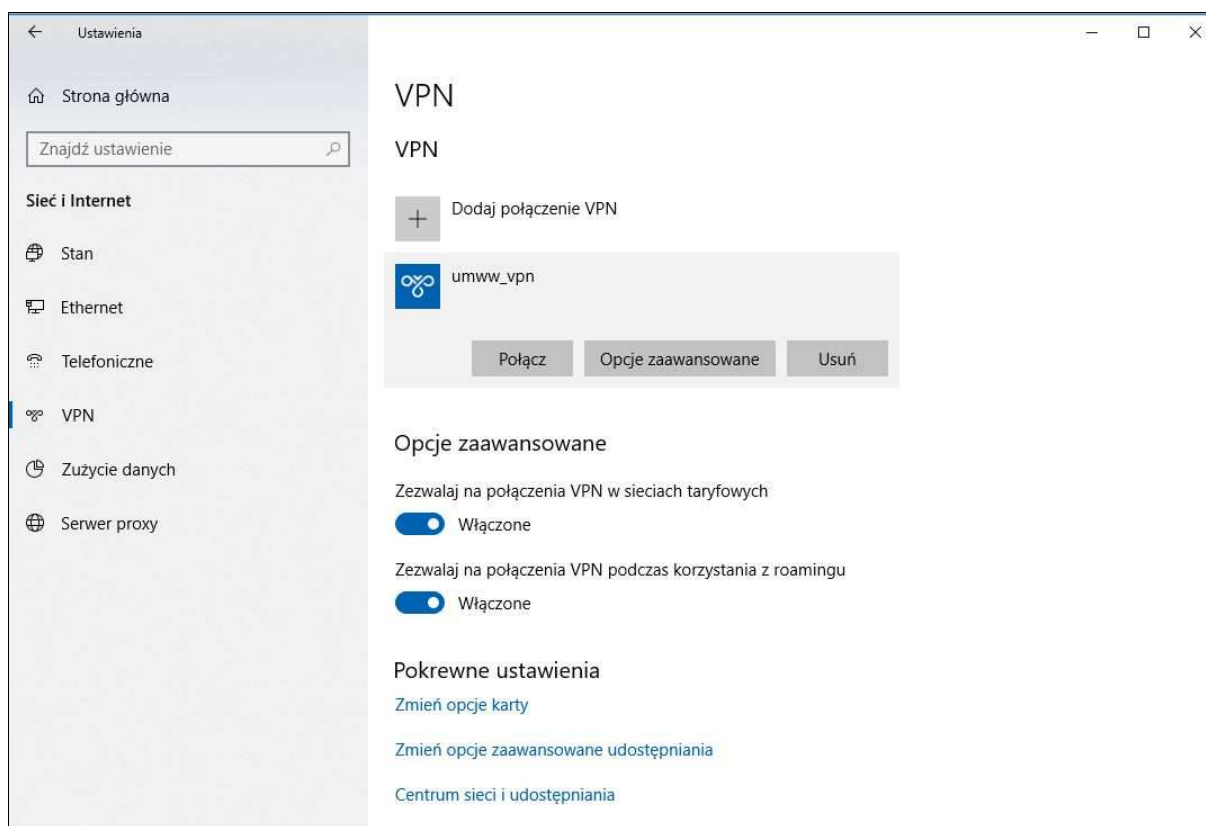 Ustawienia
Strona główna
Znajdź ustawienie
Sieć i Internet
Stan
Ethernet
Telefoniczne
VPN
Zużycie danych
Serwer proxy
VPN
VPN
Dodaj połączenie VPN
umww_vpn
Połącz Opcje zaawansowane Usuń
Opcje zaawansowane
Zezwalaj na połączenia VPN w sieciach taryfowych
Włączone
Zezwalaj na połączenia VPN podczas korzystania z roamingu
Włączone
Pokrewne ustawienia
Zmień opcje karty
Zmień opcje zaawansowane udostępniania
Centrum sieci i udostępniania